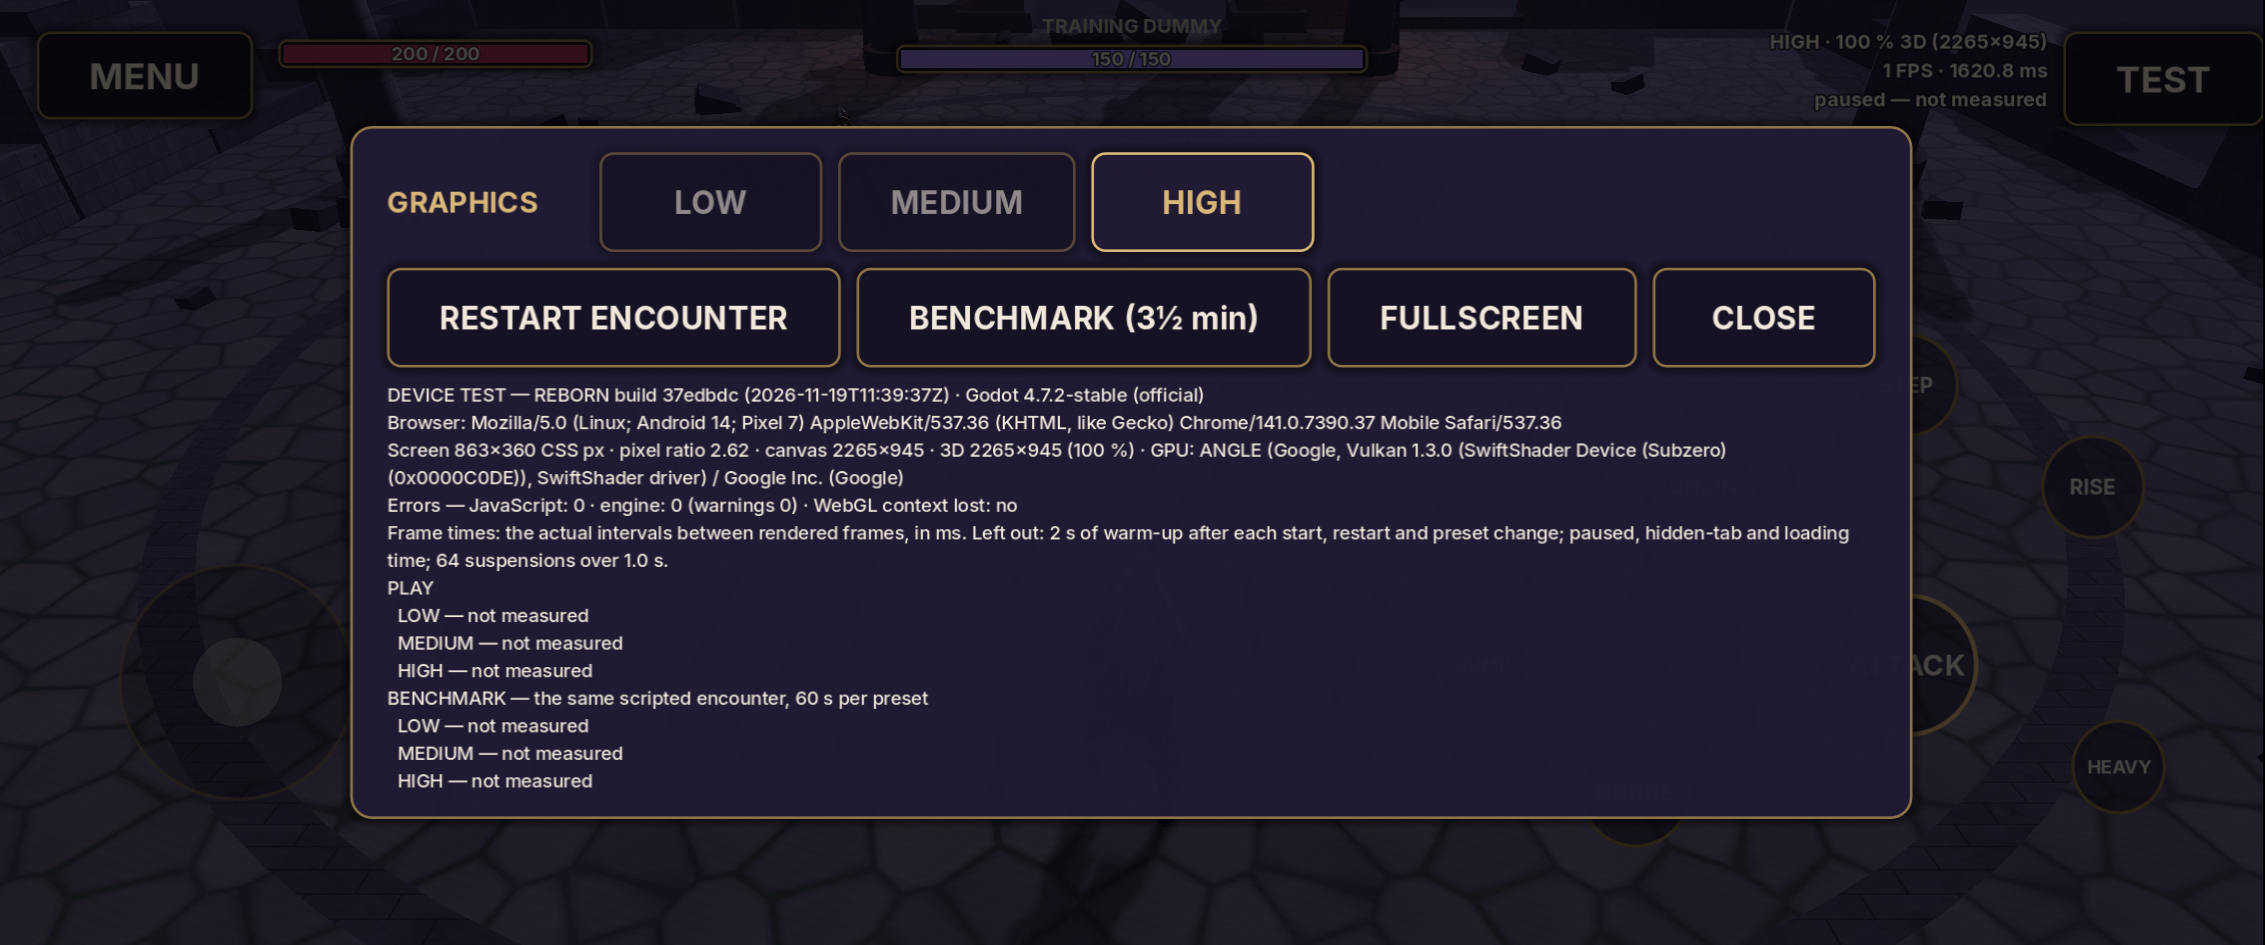 TRAINING DUMMY
MENU
200 / 200
150 / 150
HIGH · 100 % 3D (2265×945)
1 FPS · 1620.8 ms
paused — not measured
TEST
GRAPHICS
LOW
MEDIUM
HIGH
RESTART ENCOUNTER
BENCHMARK (3½ min)
FULLSCREEN
CLOSE
DEVICE TEST — REBORN build 37edbdc (2026-11-19T11:39:37Z) · Godot 4.7.2-stable (official)
Browser: Mozilla/5.0 (Linux; Android 14; Pixel 7) AppleWebKit/537.36 (KHTML, like Gecko) Chrome/141.0.7390.37 Mobile Safari/537.36
Screen 863×360 CSS px · pixel ratio 2.62 · canvas 2265×945 · 3D 2265×945 (100 %) · GPU: ANGLE (Google, Vulkan 1.3.0 (SwiftShader Device (Subzero)
(0x0000C0DE)), SwiftShader driver) / Google Inc. (Google)
Errors — JavaScript: 0 · engine: 0 (warnings 0) · WebGL context lost: no
Frame times: the actual intervals between rendered frames, in ms. Left out: 2 s of warm-up after each start, restart and preset change; paused, hidden-tab and loading
time; 64 suspensions over 1.0 s.
PLAY
LOW — not measured
MEDIUM — not measured
HIGH — not measured
BENCHMARK — the same scripted encounter, 60 s per preset
LOW — not measured
MEDIUM — not measured
HIGH — not measured
RISE
ATTACK
HEAVY